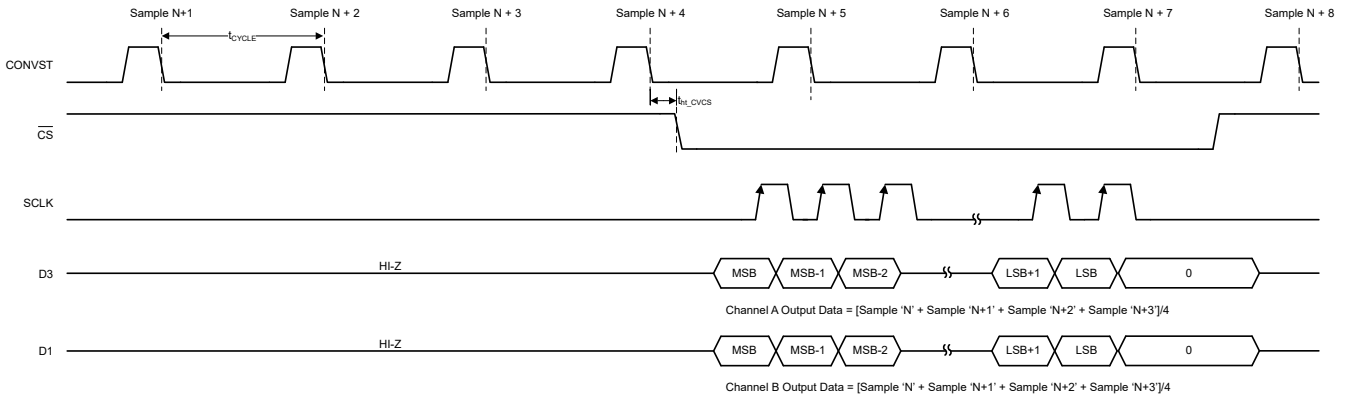 Sample N+1 Sample N + 2 Sample N + 3 Sample N + 4 Sample N + 5 Sample N + 6 Sample N + 7 Sample N + 8
tCYCLE
CONVST
tht_CVCS
CS
SCLK
HI-Z
D3 MSB MSB-1 MSB-2 LSB+1 LSB 0
Channel A Output Data = [Sample ‘N’ + Sample ‘N+1’ + Sample ‘N+2’ + Sample ‘N+3’]/4
HI-Z
D1 MSB MSB-1 MSB-2 LSB+1 LSB 0
Channel B Output Data = [Sample ‘N’ + Sample ‘N+1’ + Sample ‘N+2’ + Sample ‘N+3’]/4